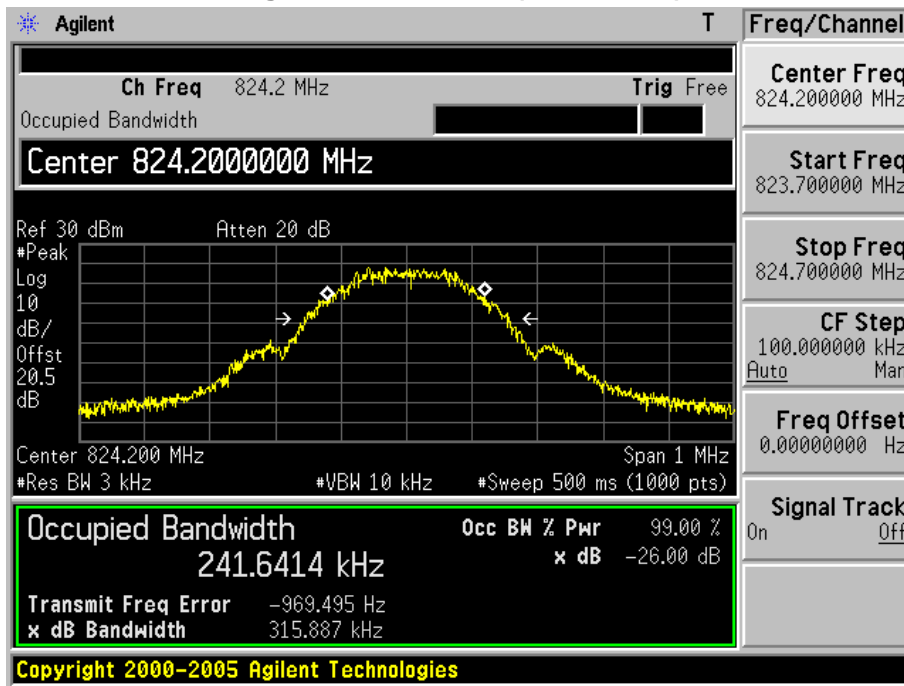 Agilent T Freq/Channel
Ch Freq 824.2 MHz Trig Free
Occupied Bandwidth
Center 824.2000000 MHz
Ref 30 dBm Atten 20 dB
#Peak
Log
10
dB/
Offst
20.5
dB
Center 824.200 MHz Span 1 MHz
#Res BW 3 kHz #VBW 10 kHz #Sweep 500 ms (1000 pts)
Occupied Bandwidth Occ BW % Pwr 99.00 %
241.6414 kHz x dB -26.00 dB
Transmit Freq Error -969.495 Hz
x dB Bandwidth 315.887 kHz
Copyright 2000-2005 Agilent Technologies
Center Freq
824.200000 MHz
Start Freq
823.700000 MHz
Stop Freq
824.700000 MHz
CF Step
100.000000 kHz
Auto Man
Freq Offset
0.00000000 Hz
Signal Track
On Off